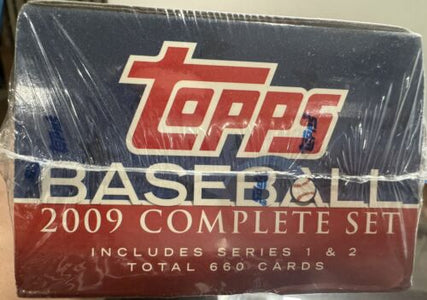 Topps
BASEBALL
2009 COMPLETE SET
INCLUDES SERIES 1 & 2
TOTAL 660 CARDS